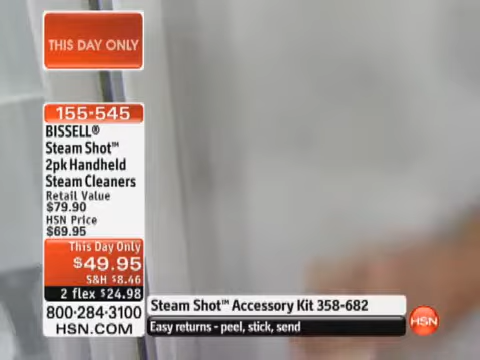 THIS DAY ONLY
155-545
BISSELL®
Steam Shot™
2pk Handheld
Steam Cleaners
Retail Value
$79.90
HSN Price
$69.95
This Day Only
$49.95
S&H $8.46
2 flex $24.98
800·284·3100
HSN.COM
Steam Shot™ Accessory Kit 358-682
Easy returns - peel, stick, send
HSN